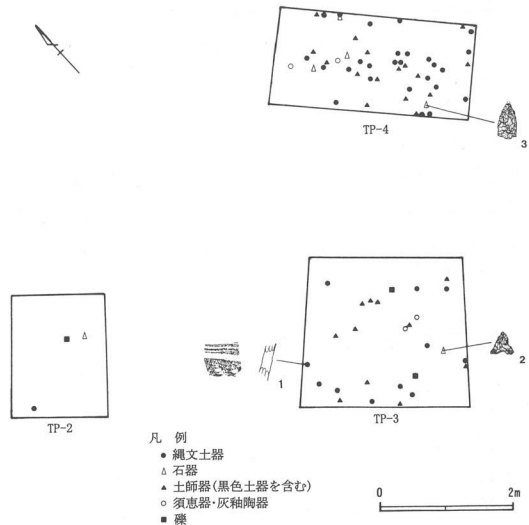 TP-4
3
TP-2
1
2
TP-3
凡 例
● 縄文土器
△ 石器
▲ 土師器(黒色土器を含む)
○ 須恵器・灰釉陶器
■ 礫
0 2m